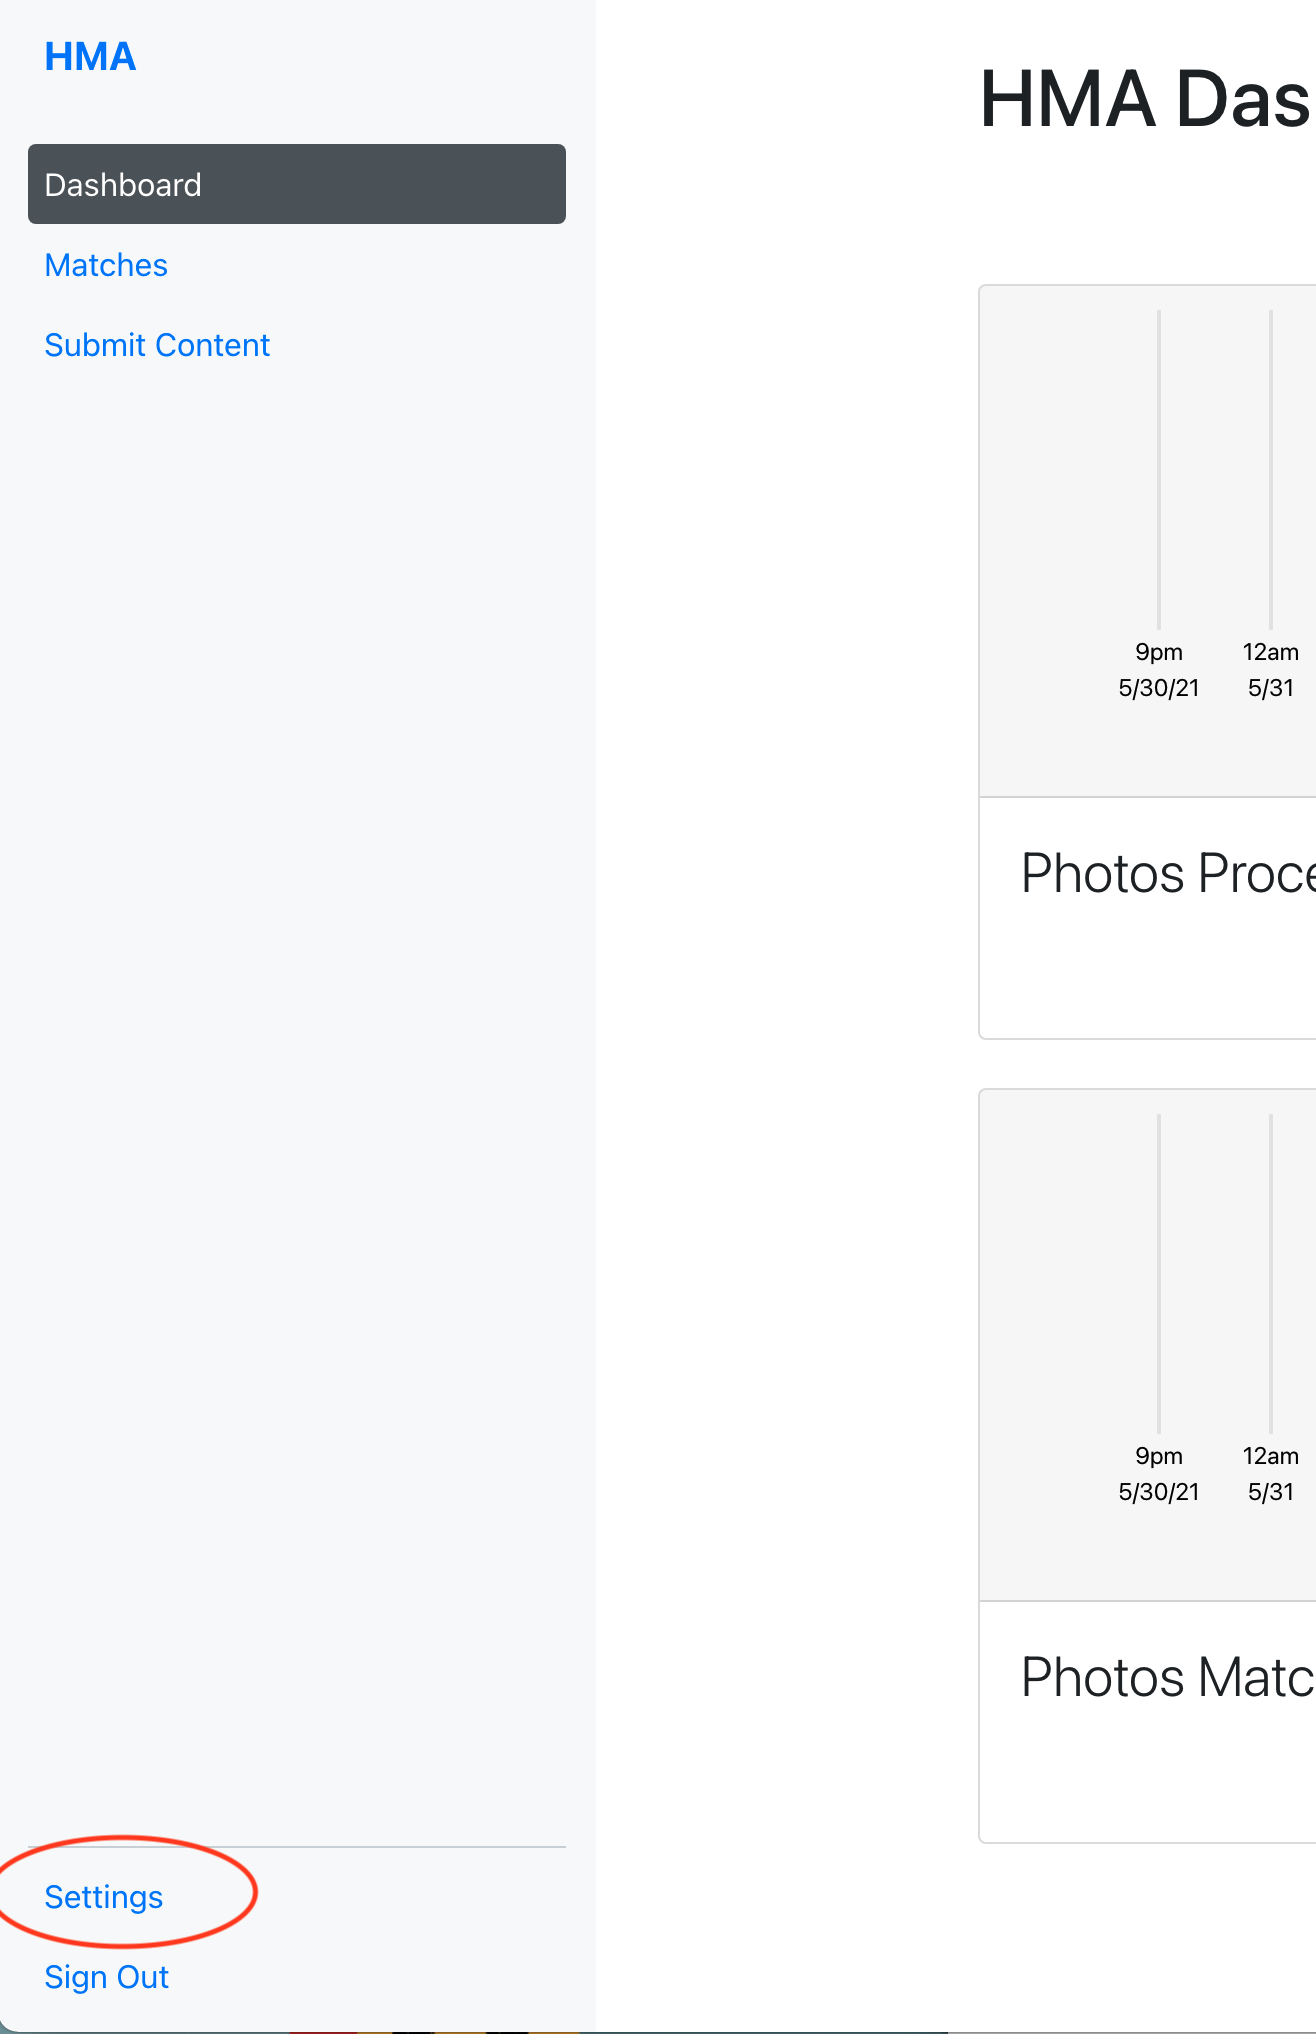 HMA
Dashboard
Matches
Submit Content
Settings
Sign Out
HMA Das
9pm 12am
5/30/21 5/31
Photos Proce
9pm 12am
5/30/21 5/31
Photos Matc